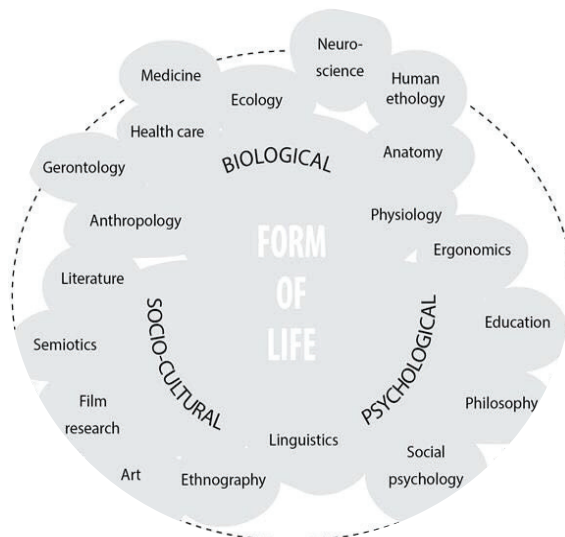 Neuro-
science
Medicine
Human
ethology
Ecology
Health care
Anatomy
BIOLOGICAL
Gerontology
Physiology
Anthropology
FORM
OF
LIFE
Ergonomics
Literature
SOCIO-CULTURAL
PSYCHOLOGICAL
Education
Semiotics
Film
research
Philosophy
Linguistics
Social
psychology
Art
Ethnography